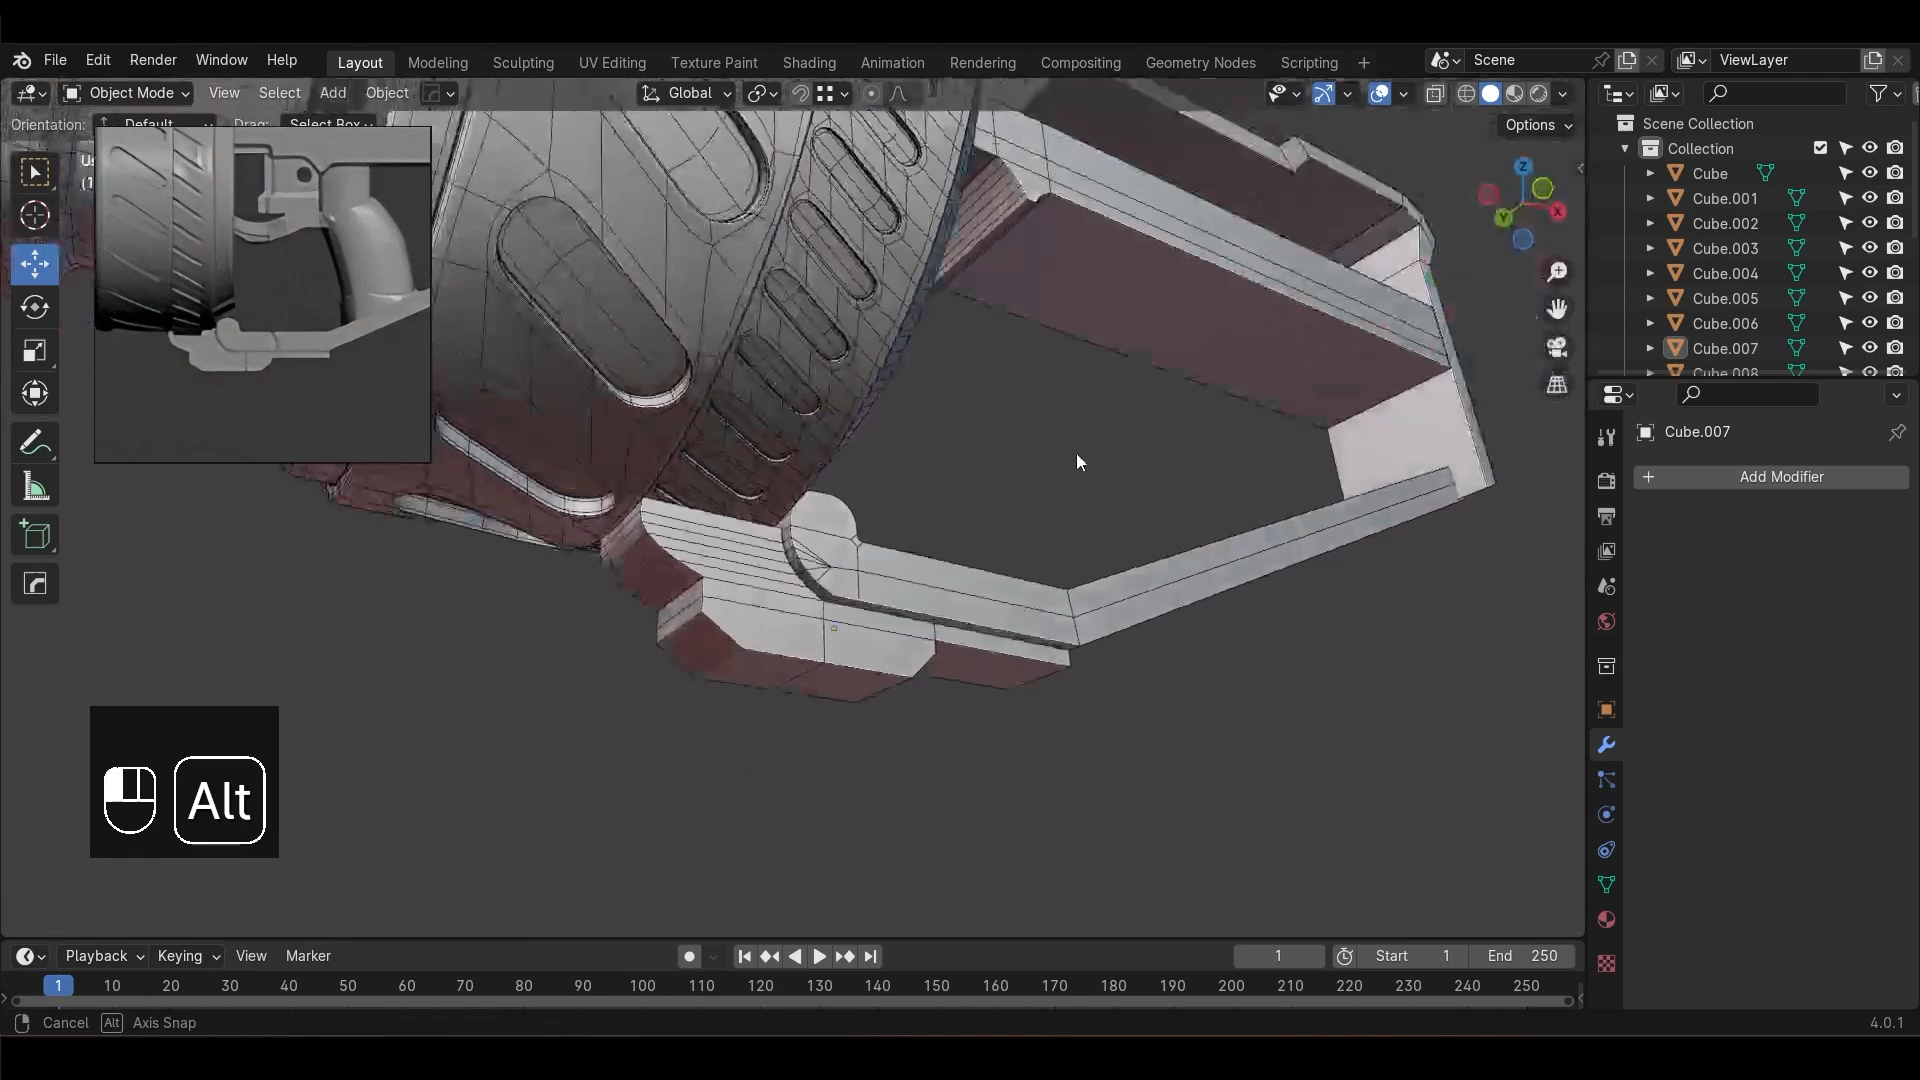 File Edit Render Window Help Layout Modeling Sculpting UV Editing Texture Paint Shading Animation Rendering Compositing Geometry Nodes Scripting + Scene ViewLayer
Object Mode View Select Add Object Global
Orientation: Default Drag: Select Box Options
Scene Collection
Collection
Cube
Cube.001
Cube.002
Cube.003
Cube.004
Cube.005
Cube.006
Cube.007
Cube.008
Cube.007
+ Add Modifier
Z
Y
X
Alt
Playback Keying View Marker 1 Start 1 End 250
1 10 20 30 40 50 60 70 80 90 100 110 120 130 140 150 160 170 180 190 200 210 220 230 240 250
Cancel Alt Axis Snap 4.0.1